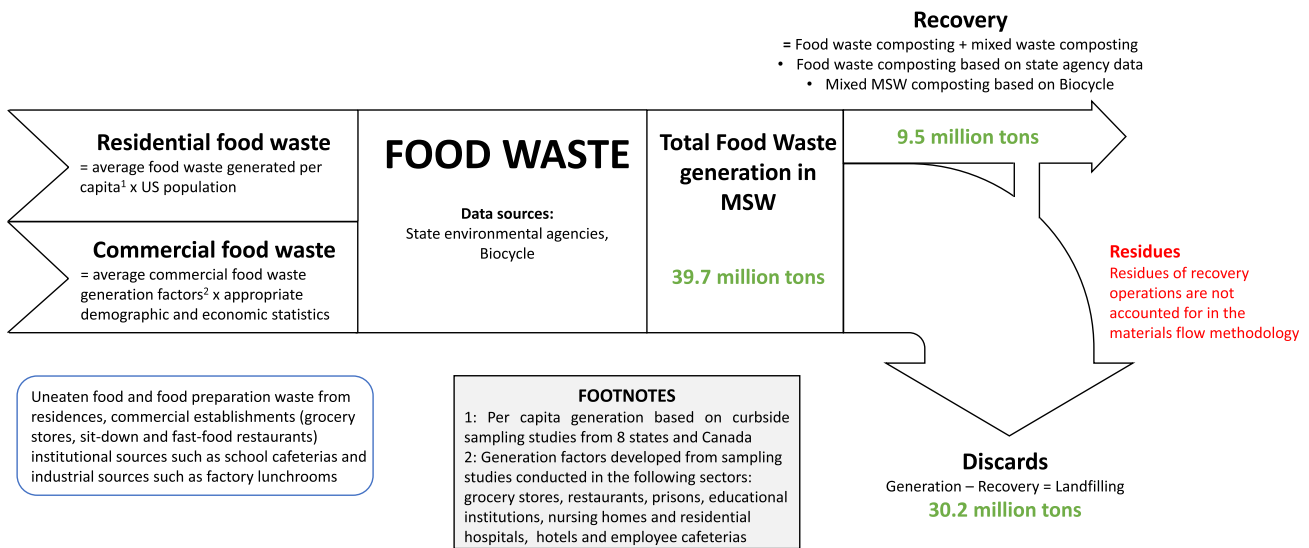 Recovery
= Food waste composting + mixed waste composting
• Food waste composting based on state agency data
• Mixed MSW composting based on Biocycle
Residential food waste
= average food waste generated per
capita¹ x US population
Commercial food waste
= average commercial food waste
generation factors² x appropriate
demographic and economic statistics
FOOD WASTE
Data sources:
State environmental agencies,
Biocycle
Total Food Waste
generation in
MSW
39.7 million tons
9.5 million tons
Residues
Residues of recovery
operations are not
accounted for in the
materials flow methodology
Uneaten food and food preparation waste from
residences, commercial establishments (grocery
stores, sit-down and fast-food restaurants)
institutional sources such as school cafeterias and
industrial sources such as factory lunchrooms
FOOTNOTES
1: Per capita generation based on curbside
sampling studies from 8 states and Canada
2: Generation factors developed from sampling
studies conducted in the following sectors:
grocery stores, restaurants, prisons, educational
institutions, nursing homes and residential
hospitals, hotels and employee cafeterias
Discards
Generation – Recovery = Landfilling
30.2 million tons